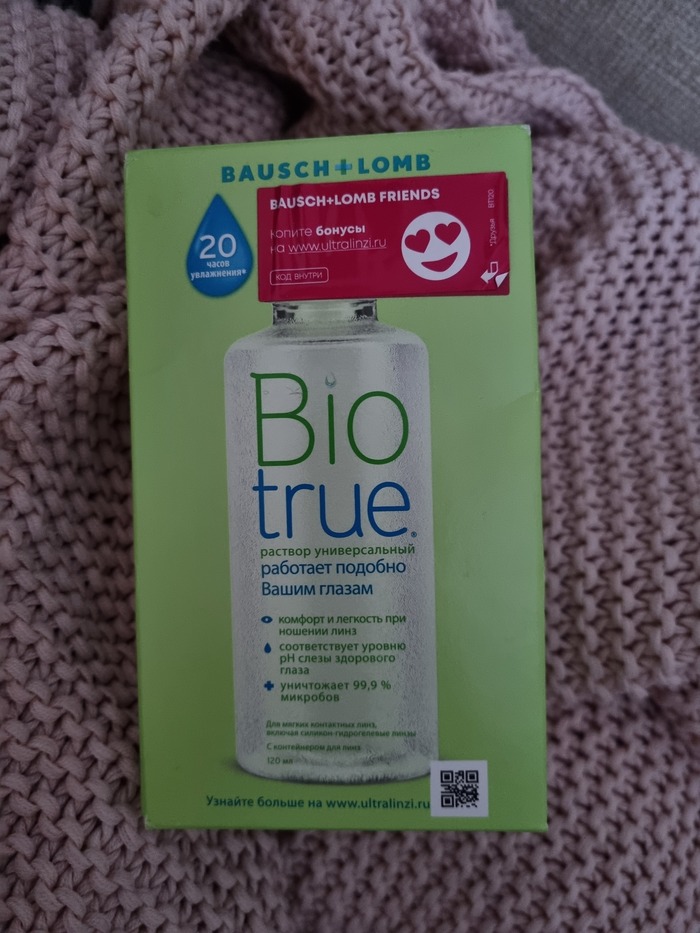 BAUSCH+LOMB
BAUSCH+LOMB FRIENDS
копите бонусы
на www.ultralinzi.ru
КОД ВНУТРИ
*Друзья
BT120
20
часов
увлажнения*
Bio
true®
раствор универсальный
работает подобно
Вашим глазам
комфорт и легкость при
ношении линз
соответствует уровню
pH слезы здорового
глаза
уничтожает 99,9 %
микробов
Для мягких контактных линз,
включая силикон-гидрогелевые линзы
С контейнером для линз
120 мл
Узнайте больше на www.ultralinzi.ru